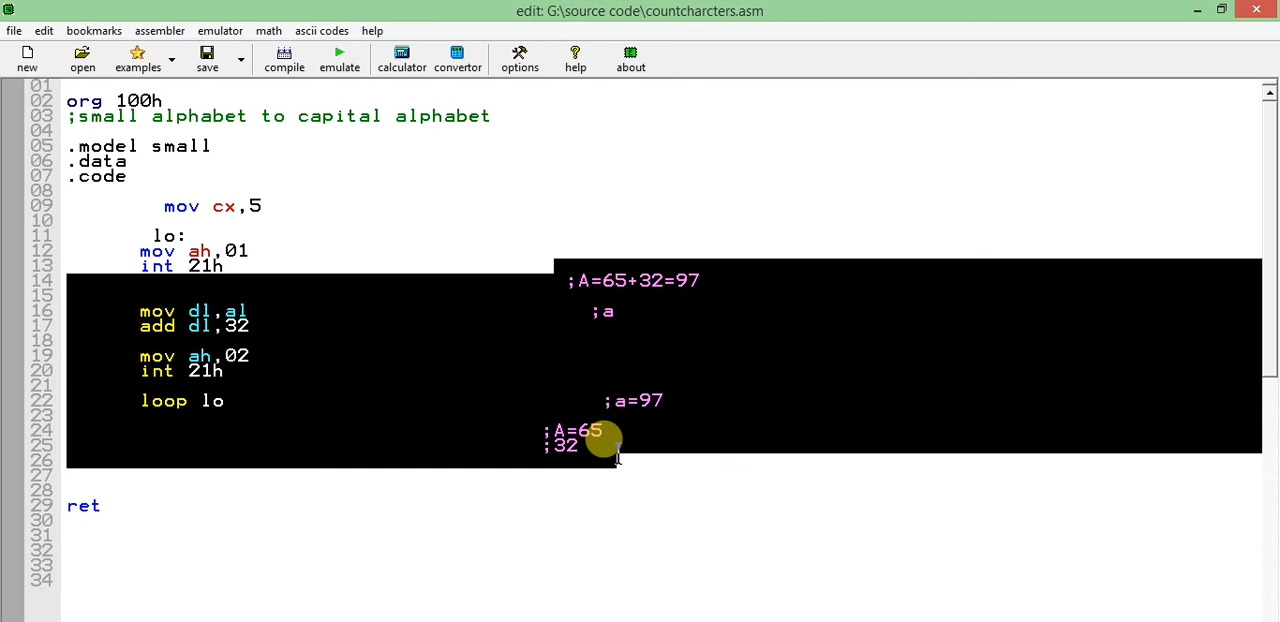 edit: G:\source code\countcharcters.asm
file edit bookmarks assembler emulator math ascii codes help
new open examples save compile emulate calculator convertor options help about
01
02 org 100h
03 ;small alphabet to capital alphabet
04
05 .model small
06 .data
07 .code
08
09 mov cx,5
10
11 lo:
12 mov ah,01
13 int 21h
14 ;A=65+32=97
15
16 mov dl,al ;a
17 add dl,32
18
19 mov ah,02
20 int 21h
21
22 loop lo ;a=97
23
24 ;A=65
25 ;32
26
27
28
29 ret
30
31
32
33
34